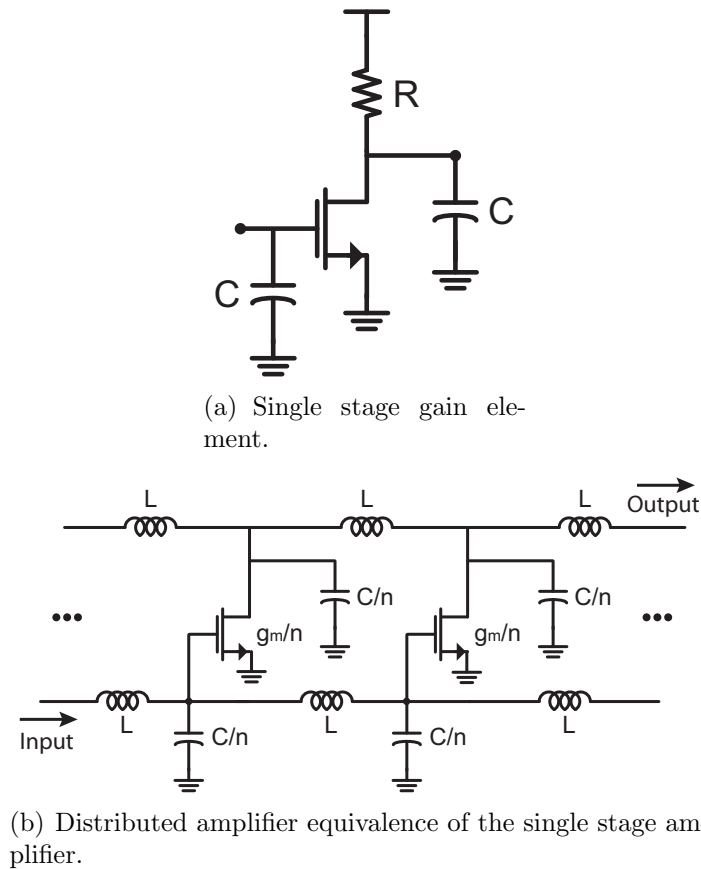 R
C
C
(a) Single stage gain ele-
ment.
L
L
L
Output
C/n
C/n
gm/n
gm/n
Input
L
L
L
C/n
C/n
(b) Distributed amplifier equivalence of the single stage am-
plifier.